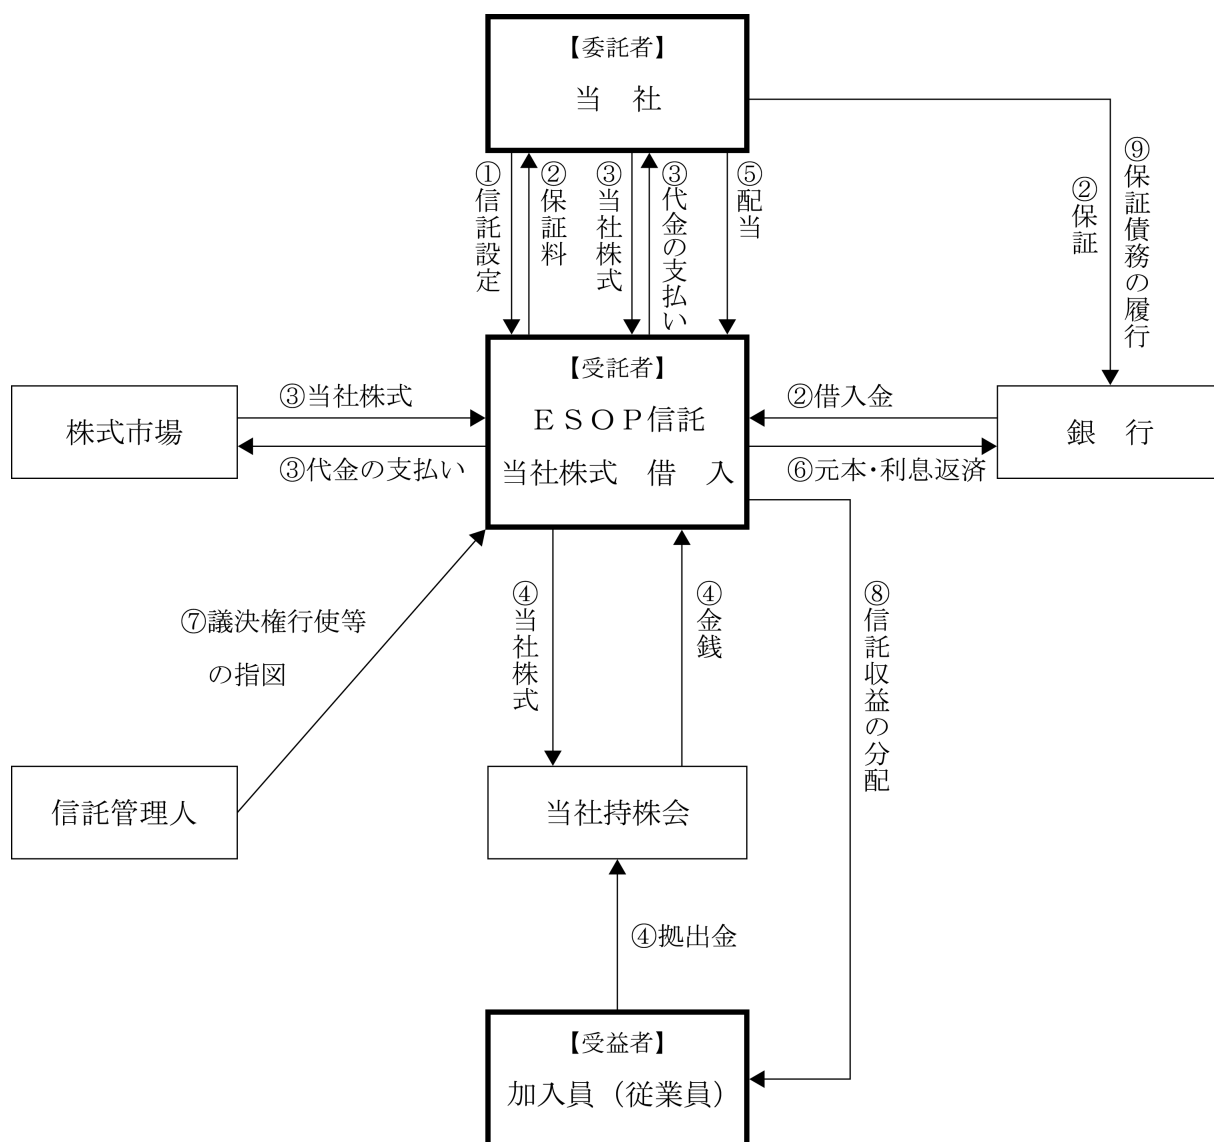 【委託者】
当　社
①信託設定
②保証料
③当社株式
③代金の支払い
⑤配当
②保証
⑨保証債務の履行
【受託者】
ＥＳＯＰ信託
当社株式　借　入
株式市場
③当社株式
③代金の支払い
②借入金
⑥元本・利息返済
銀　行
⑦議決権行使等
の指図
④当社株式
④金銭
⑧信託収益の分配
信託管理人
当社持株会
④拠出金
【受益者】
加入員（従業員）